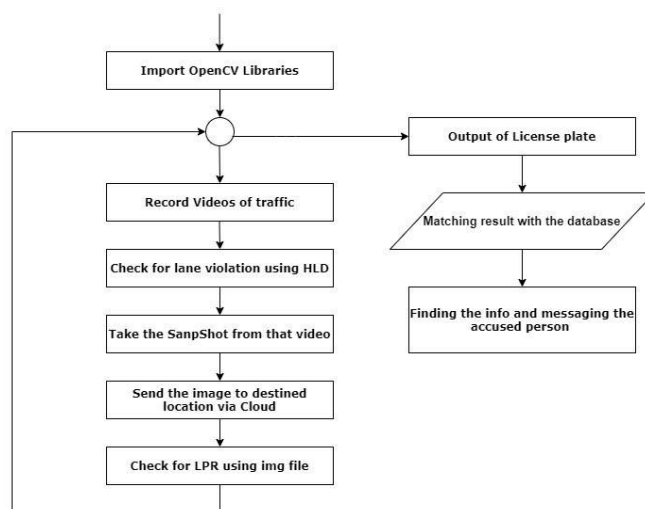 Import OpenCV Libraries
Output of License plate
Record Videos of traffic
Matching result with the database
Check for lane violation using HLD
Finding the info and messaging the
accused person
Take the SanpShot from that video
Send the image to destined
location via Cloud
Check for LPR using img file